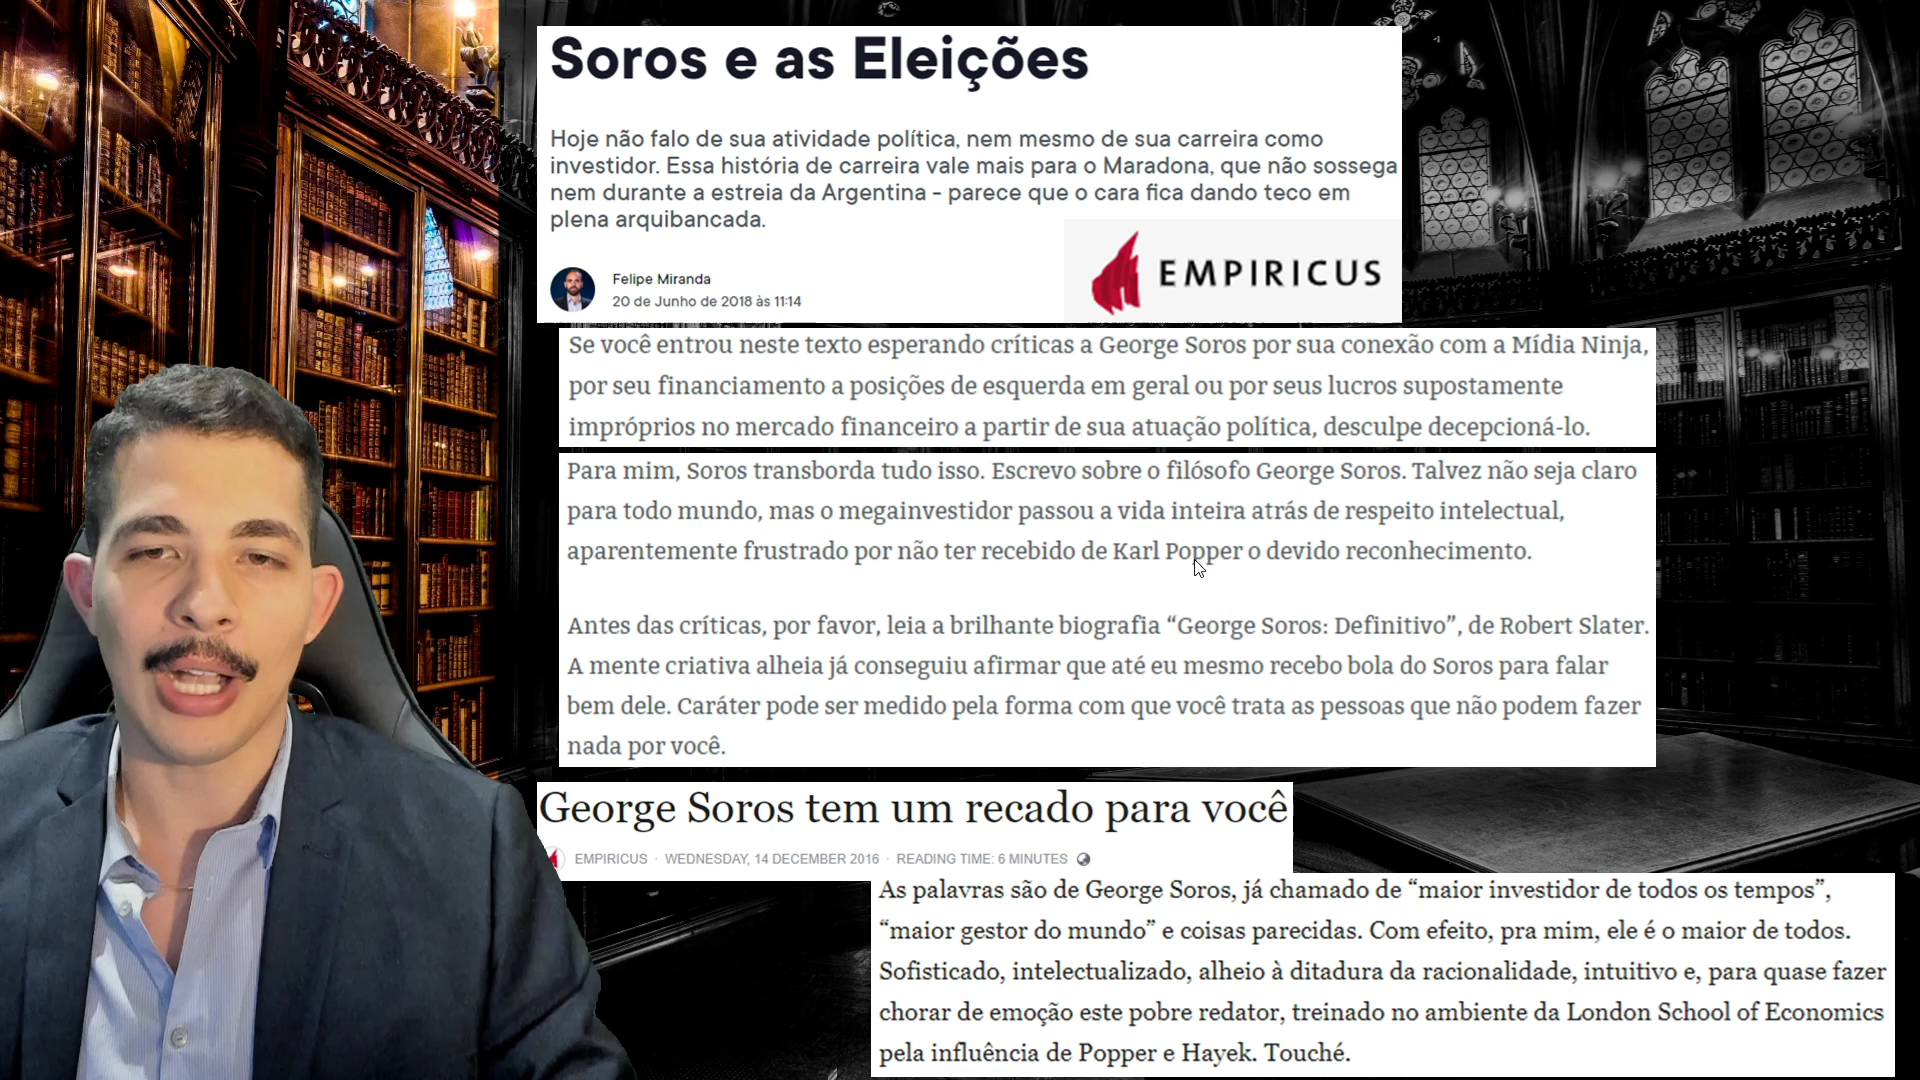 Soros e as Eleições
Hoje não falo de sua atividade política, nem mesmo de sua carreira como
investidor. Essa história de carreira vale mais para o Maradona, que não sossega
nem durante a estreia da Argentina - parece que o cara fica dando teco em
plena arquibancada.
Felipe Miranda
20 de Junho de 2018 às 11:14
EMPIRICUS
Se você entrou neste texto esperando críticas a George Soros por sua conexão com a Mídia Ninja,
por seu financiamento a posições de esquerda em geral ou por seus lucros supostamente
impróprios no mercado financeiro a partir de sua atuação política, desculpe decepcioná-lo.
Para mim, Soros transborda tudo isso. Escrevo sobre o filósofo George Soros. Talvez não seja claro
para todo mundo, mas o megainvestidor passou a vida inteira atrás de respeito intelectual,
aparentemente frustrado por não ter recebido de Karl Popper o devido reconhecimento.
Antes das críticas, por favor, leia a brilhante biografia “George Soros: Definitivo”, de Robert Slater.
A mente criativa alheia já conseguiu afirmar que até eu mesmo recebo bola do Soros para falar
bem dele. Caráter pode ser medido pela forma com que você trata as pessoas que não podem fazer
nada por você.
George Soros tem um recado para você
EMPIRICUS · WEDNESDAY, 14 DECEMBER 2016 · READING TIME: 6 MINUTES
As palavras são de George Soros, já chamado de “maior investidor de todos os tempos”,
“maior gestor do mundo” e coisas parecidas. Com efeito, pra mim, ele é o maior de todos.
Sofisticado, intelectualizado, alheio à ditadura da racionalidade, intuitivo e, para quase fazer
chorar de emoção este pobre redator, treinado no ambiente da London School of Economics
pela influência de Popper e Hayek. Touché.